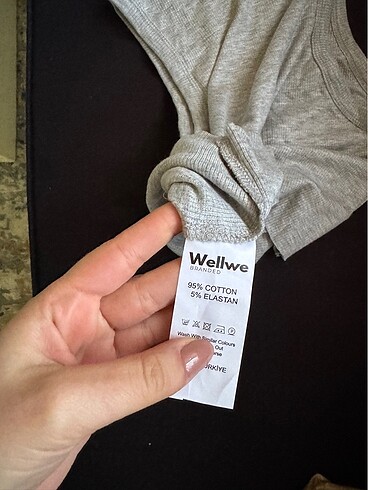 Wellwe
BRANDED
95% COTTON
5% ELASTAN
Wash With Similar Colours
Out